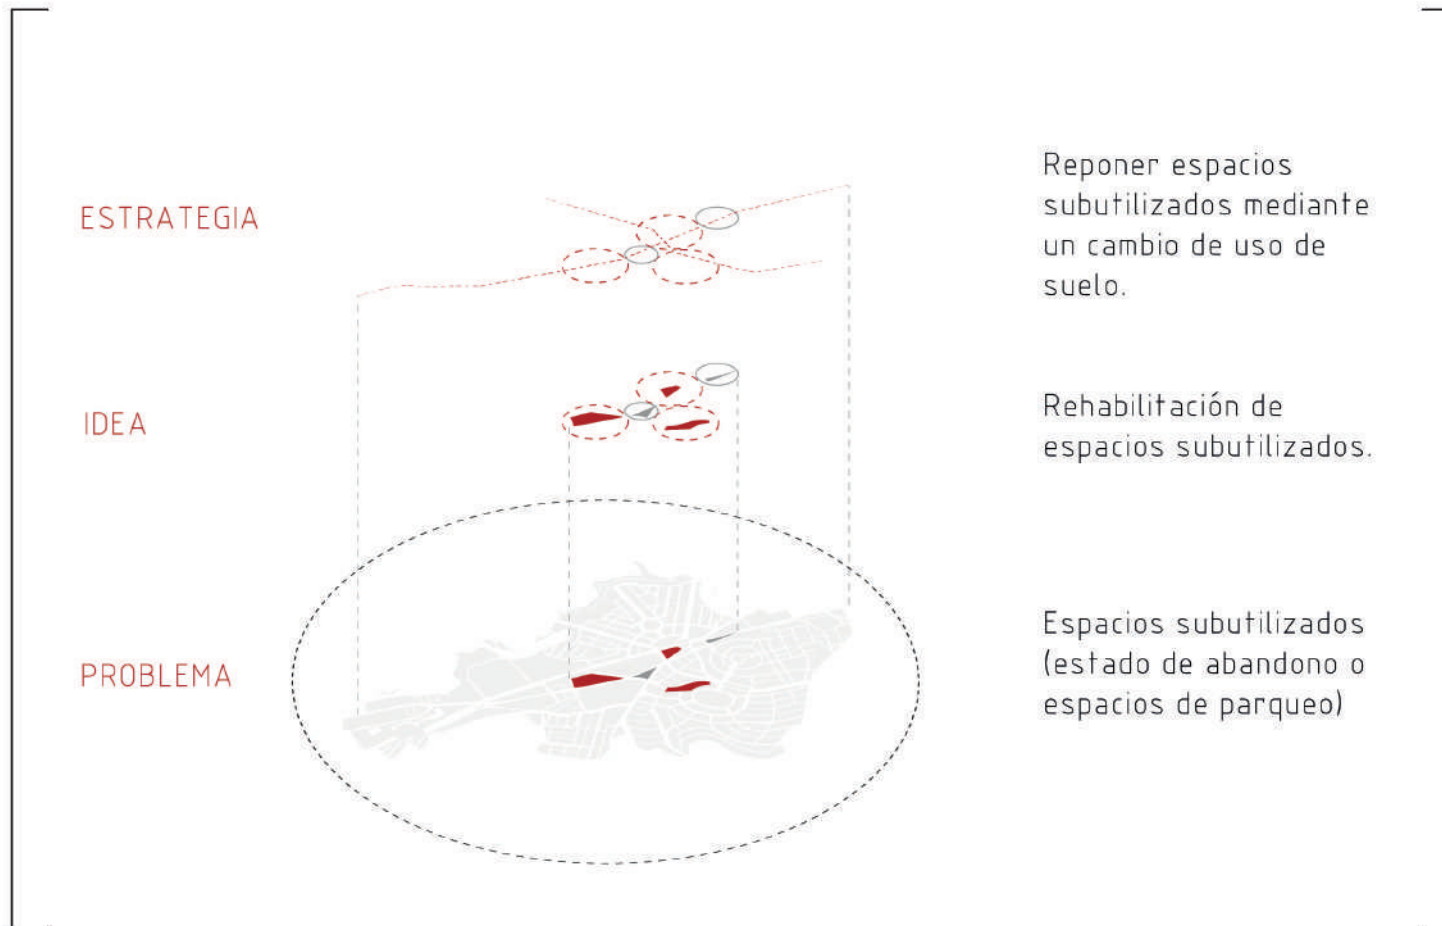 ESTRATEGIA
Reponer espacios
subutilizados mediante
un cambio de uso de
suelo.
IDEA
Rehabilitación de
espacios subutilizados.
PROBLEMA
Espacios subutilizados
(estado de abandono o
espacios de parqueo)